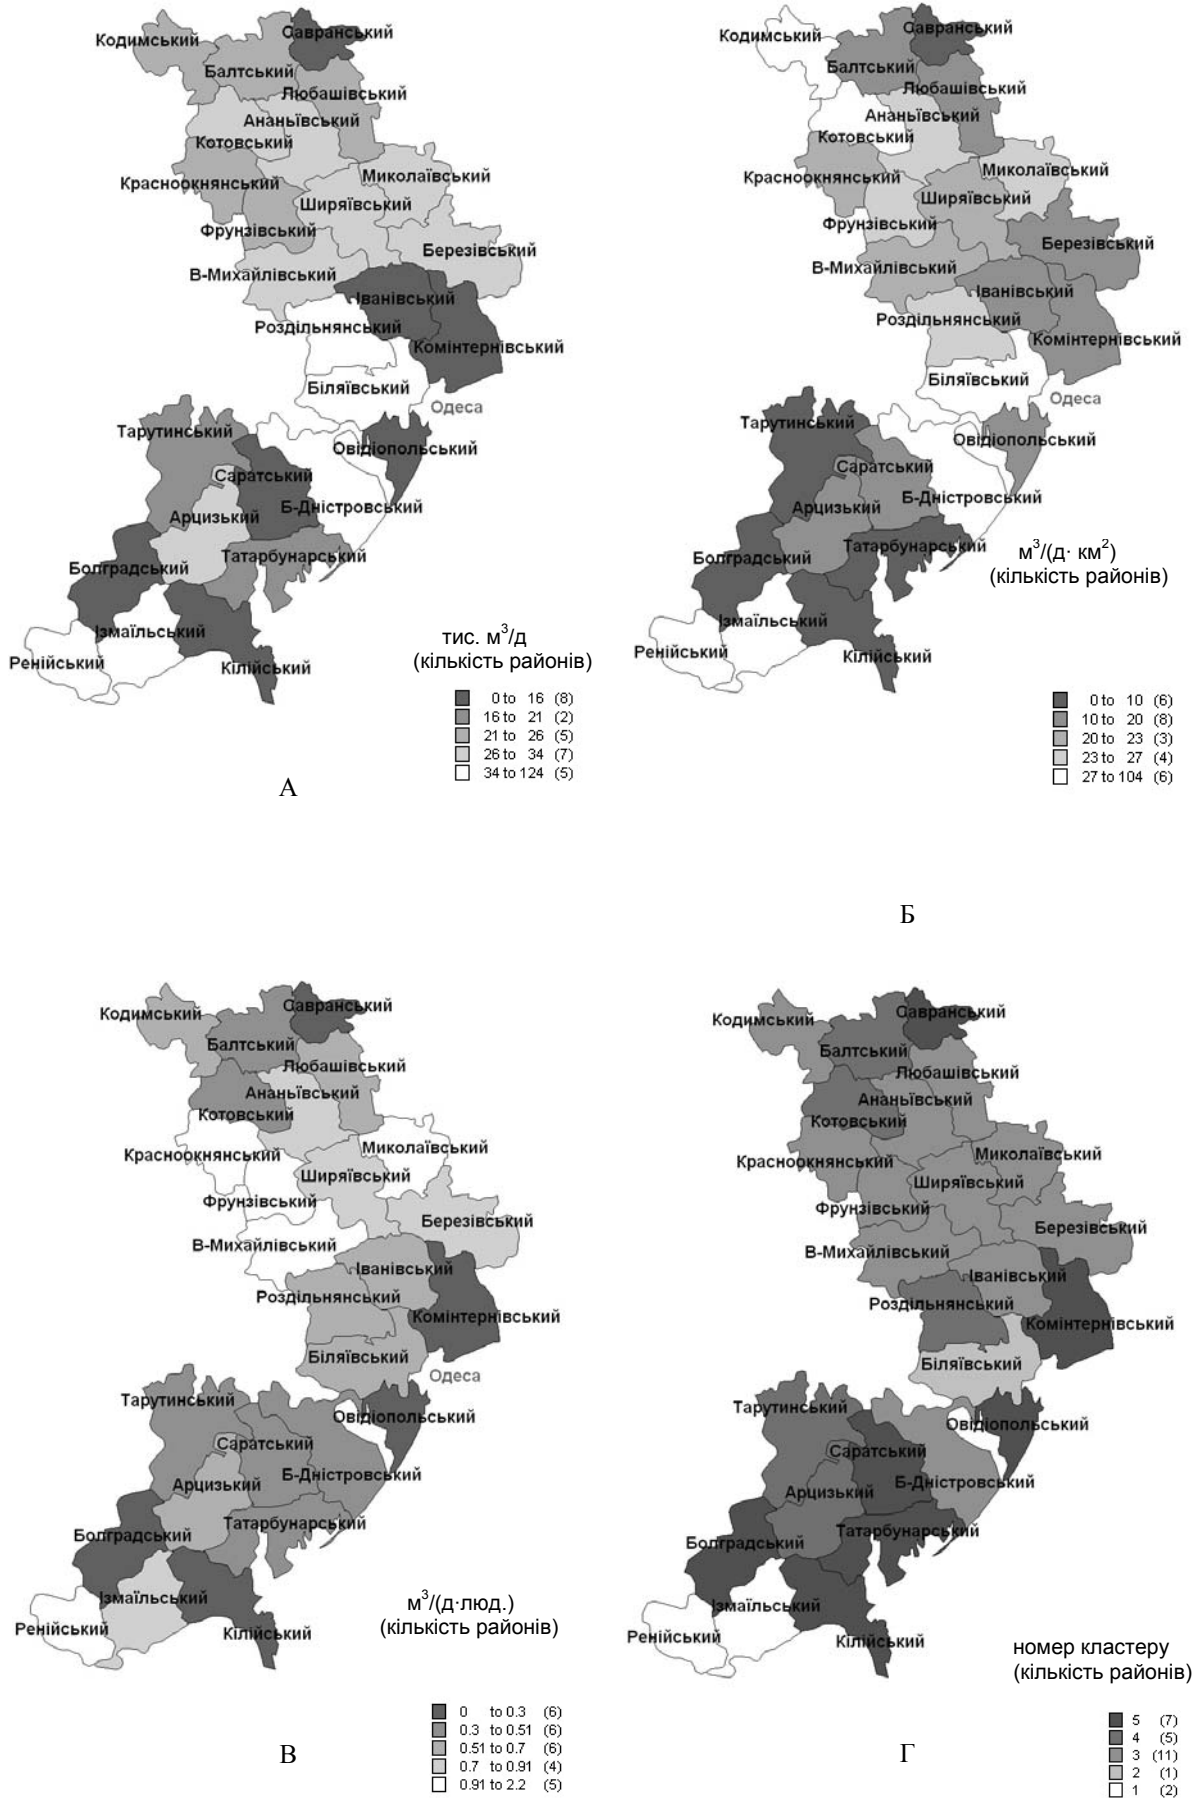 Савранський
Кодимський
Балтський
Любашівський
Ананьївський
Котовський
Миколаївський
Красноокнянський
Ширяївський
Фрунзівський
Березівський
В-Михайлівський
Іванівський
Роздільнянський
Комінтернівський
Біляївський
Одеса
Тарутинський
Овідіопольський
Саратський
Б-Дністровський
Арцизький
Татарбунарський
Болградський
Ізмаїльський
Ренійський
Кілійський
тис. м³/д
(кількість районів)
0 to 16 (8)
16 to 21 (2)
21 to 26 (5)
26 to 34 (7)
34 to 124 (5)
А
Савранський
Кодимський
Балтський
Любашівський
Ананьївський
Котовський
Миколаївський
Красноокнянський
Ширяївський
Фрунзівський
Березівський
В-Михайлівський
Іванівський
Роздільнянський
Комінтернівський
Біляївський
Одеса
Тарутинський
Овідіопольський
Саратський
Б-Дністровський
Арцизький
Татарбунарський
Болградський
Ізмаїльський
Ренійський
Кілійський
м³/(д· км²)
(кількість районів)
0 to 10 (6)
10 to 20 (8)
20 to 23 (3)
23 to 27 (4)
27 to 104 (6)
Б
Савранський
Кодимський
Балтський
Любашівський
Ананьївський
Котовський
Миколаївський
Красноокнянський
Ширяївський
Фрунзівський
Березівський
В-Михайлівський
Іванівський
Роздільнянський
Комінтернівський
Біляївський
Одеса
Тарутинський
Овідіопольський
Саратський
Б-Дністровський
Арцизький
Татарбунарський
Болградський
Ізмаїльський
Ренійський
Кілійський
м³/(д·люд.)
(кількість районів)
0 to 0.3 (6)
0.3 to 0.51 (6)
0.51 to 0.7 (6)
0.7 to 0.91 (4)
0.91 to 2.2 (5)
В
Савранський
Кодимський
Балтський
Любашівський
Ананьївський
Котовський
Миколаївський
Красноокнянський
Ширяївський
Фрунзівський
Березівський
В-Михайлівський
Іванівський
Роздільнянський
Комінтернівський
Біляївський
Тарутинський
Овідіопольський
Саратський
Б-Дністровський
Арцизький
Татарбунарський
Болградський
Ізмаїльський
Ренійський
Кілійський
номер кластеру
(кількість районів)
5 (7)
4 (5)
3 (11)
2 (1)
1 (2)
Г